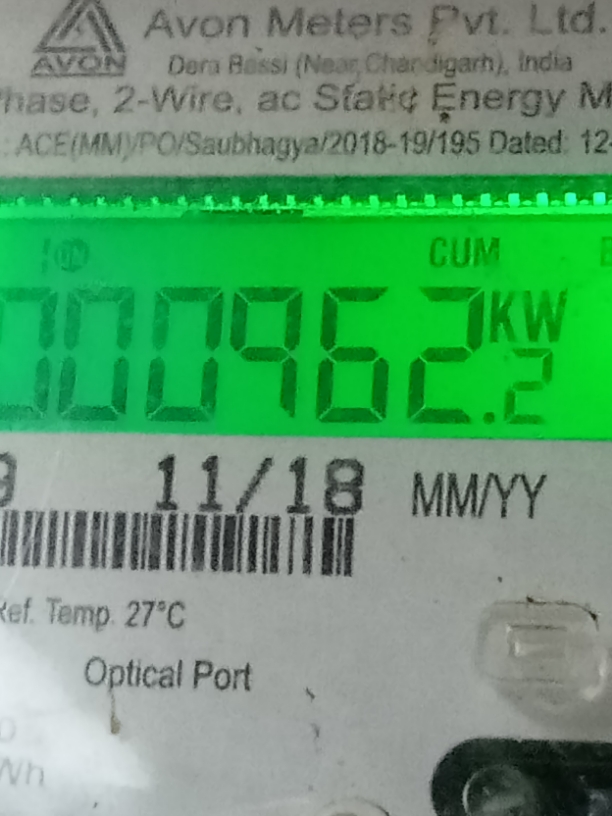 Avon Meters Pvt. Ltd.
AVON
Dera Bassi (Near Chandigarh), India
Phase, 2-Wire, ac Static Energy M
: ACE(MM)/PO/Saubhagya/2018-19/195 Dated: 12-
CUM
000962.2 KW
11/18 MM/YY
Ref. Temp. 27°C
Optical Port
Wh